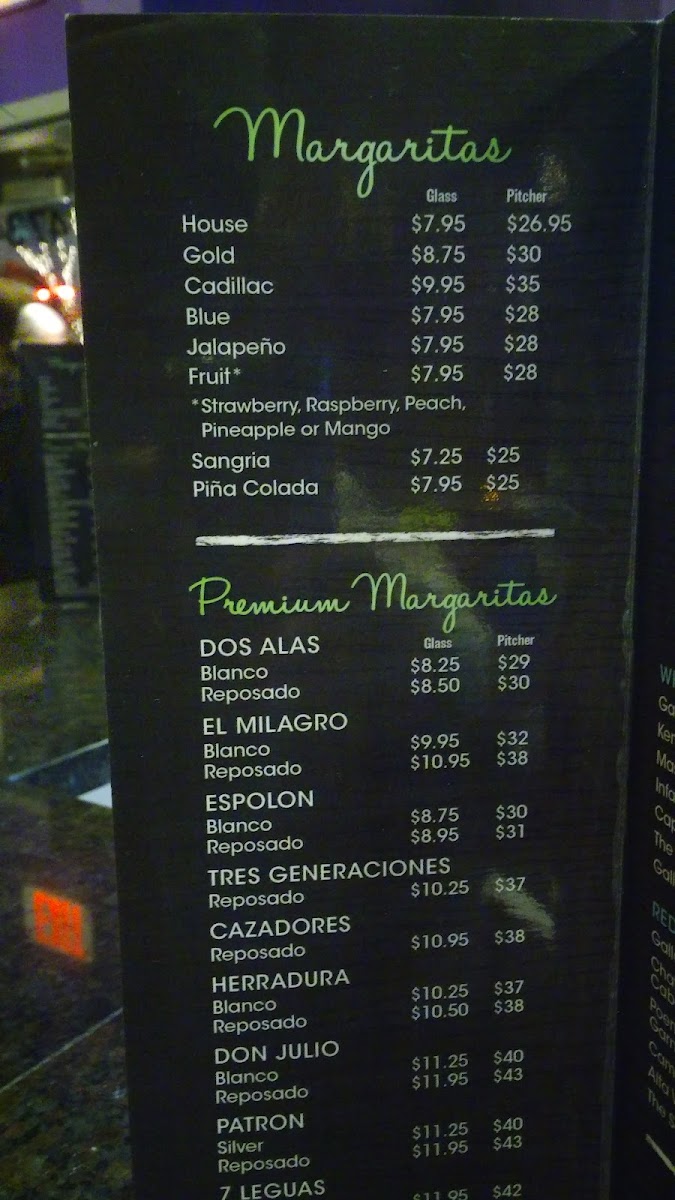 Margaritas
Glass Pitcher
House $7.95 $26.95
Gold $8.75 $30
Cadillac $9.95 $35
Blue $7.95 $28
Jalapeño $7.95 $28
Fruit* $7.95 $28
*Strawberry, Raspberry, Peach,
Pineapple or Mango
Sangria $7.25 $25
Piña Colada $7.95 $25
Premium Margaritas
Glass Pitcher
DOS ALAS
Blanco $8.25 $29
Reposado $8.50 $30
EL MILAGRO
Blanco $9.95 $32
Reposado $10.95 $38
ESPOLON
Blanco $8.75 $30
Reposado $8.95 $31
TRES GENERACIONES
Reposado $10.25 $37
CAZADORES
Reposado $10.95 $38
HERRADURA
Blanco $10.25 $37
Reposado $10.50 $38
DON JULIO
Blanco $11.25 $40
Reposado $11.95 $43
PATRON
Silver $11.25 $40
Reposado $11.95 $43
7 LEGUAS
$11.95 $42
The